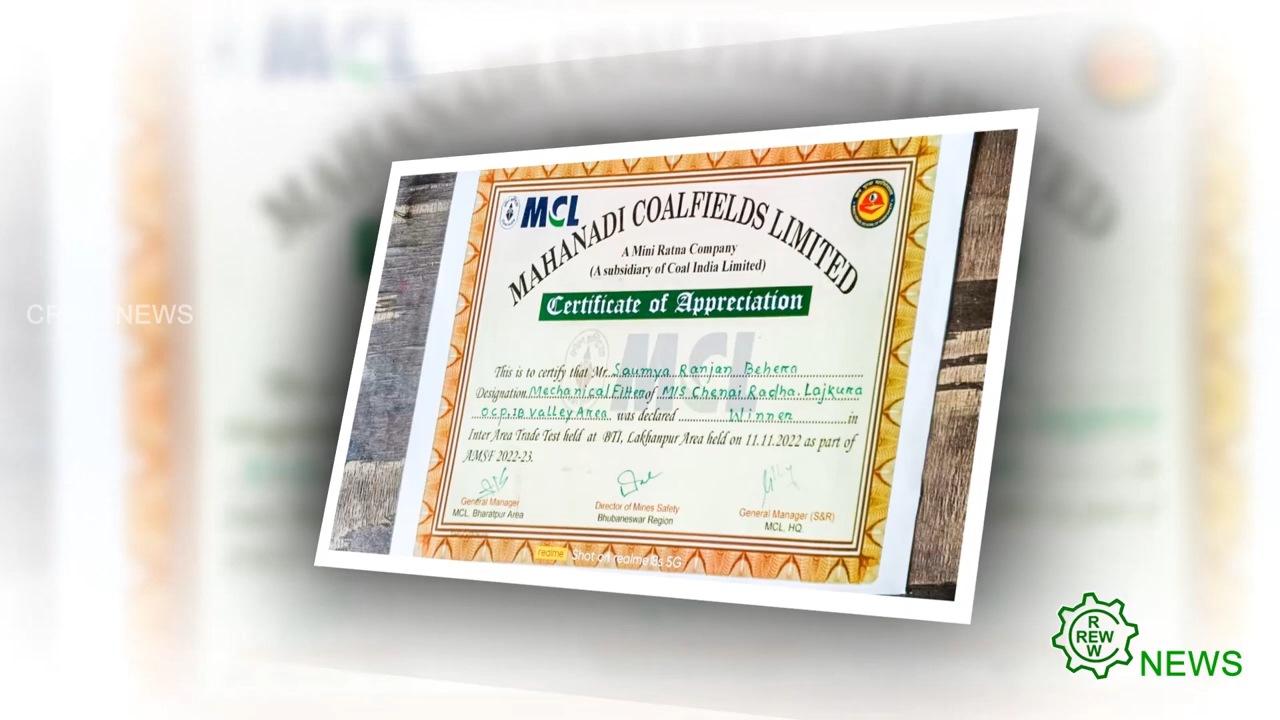 MCL
MAHANADI COALFIELDS LIMITED
A Mini Ratna Company
(A subsidiary of Coal India Limited)
Certificate of Appreciation
MCL
This is to certify that Mr. Saumya Ranjan Behera
Designation Mechanical Fitter of M/S Chenai Radha. Lajkura
OCP, IB Valley Area was declared Winner in
Inter Area Trade Test held at BTI, Lakhanpur Area held on 11.11.2022 as part of
AMSF 2022-23.
General Manager
MCL, Bharatpur Area
Director of Mines Safety
Bhubaneswar Region
General Manager (S&R)
MCL, HQ.
realme Shot on realme 8s 5G
NEWS
R
REW
W
NEWS